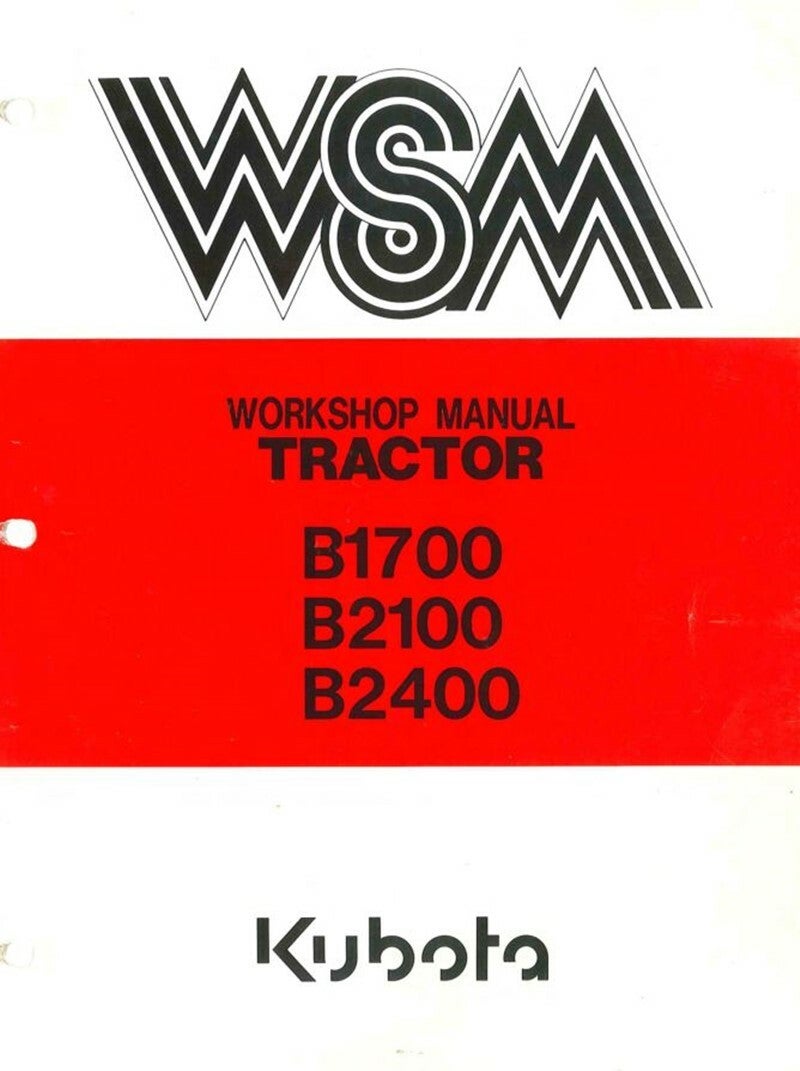 WSM
WORKSHOP MANUAL
TRACTOR
B1700
B2100
B2400
Kubota